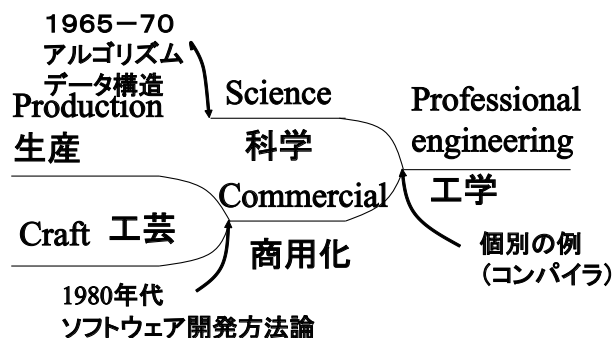 1965－70
アルゴリズム
データ構造
Production
生産
Science
科学
Professional
engineering
工学
Craft 工芸
Commercial
商用化
1980年代
ソフトウェア開発方法論
個別の例
(コンパイラ)